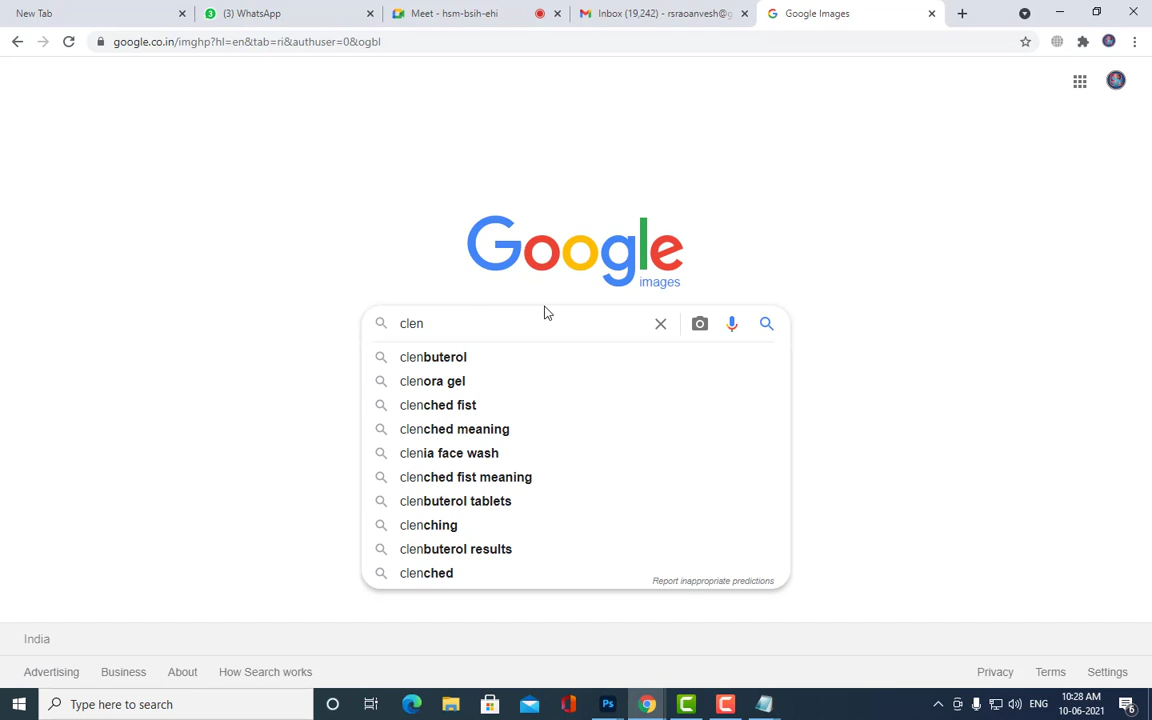 New Tab
(3) WhatsApp
Meet - hsm-bsih-ehi
Inbox (19,242) - rsraoanvesh@g
Google Images
google.co.in/imghp?hl=en&tab=ri&authuser=0&ogbl
Google
images
clen
clenbuterol
clenora gel
clenched fist
clenched meaning
clenia face wash
clenched fist meaning
clenbuterol tablets
clenching
clenbuterol results
clenched
Report inappropriate predictions
India
Advertising Business About How Search works
Privacy Terms Settings
Type here to search
Ps
ENG
10:28 AM
10-06-2021
6